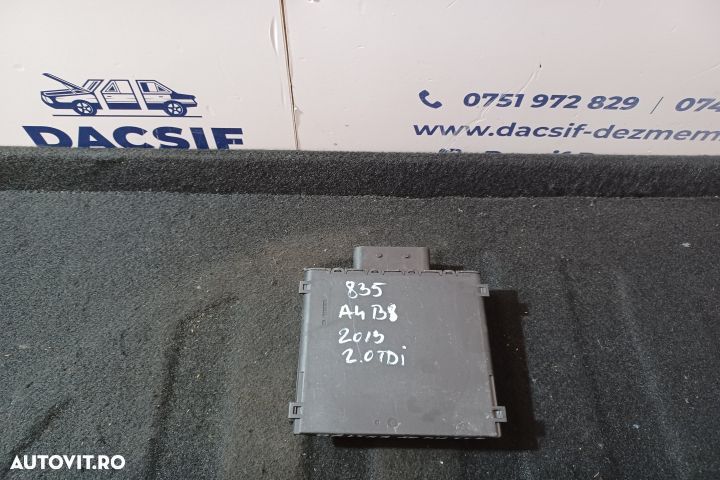 DACSIF
0751 972 829 / 074
www.dacsif-dezmem
835
A4 B8
2013
2.0TDi
AUTOVIT.RO